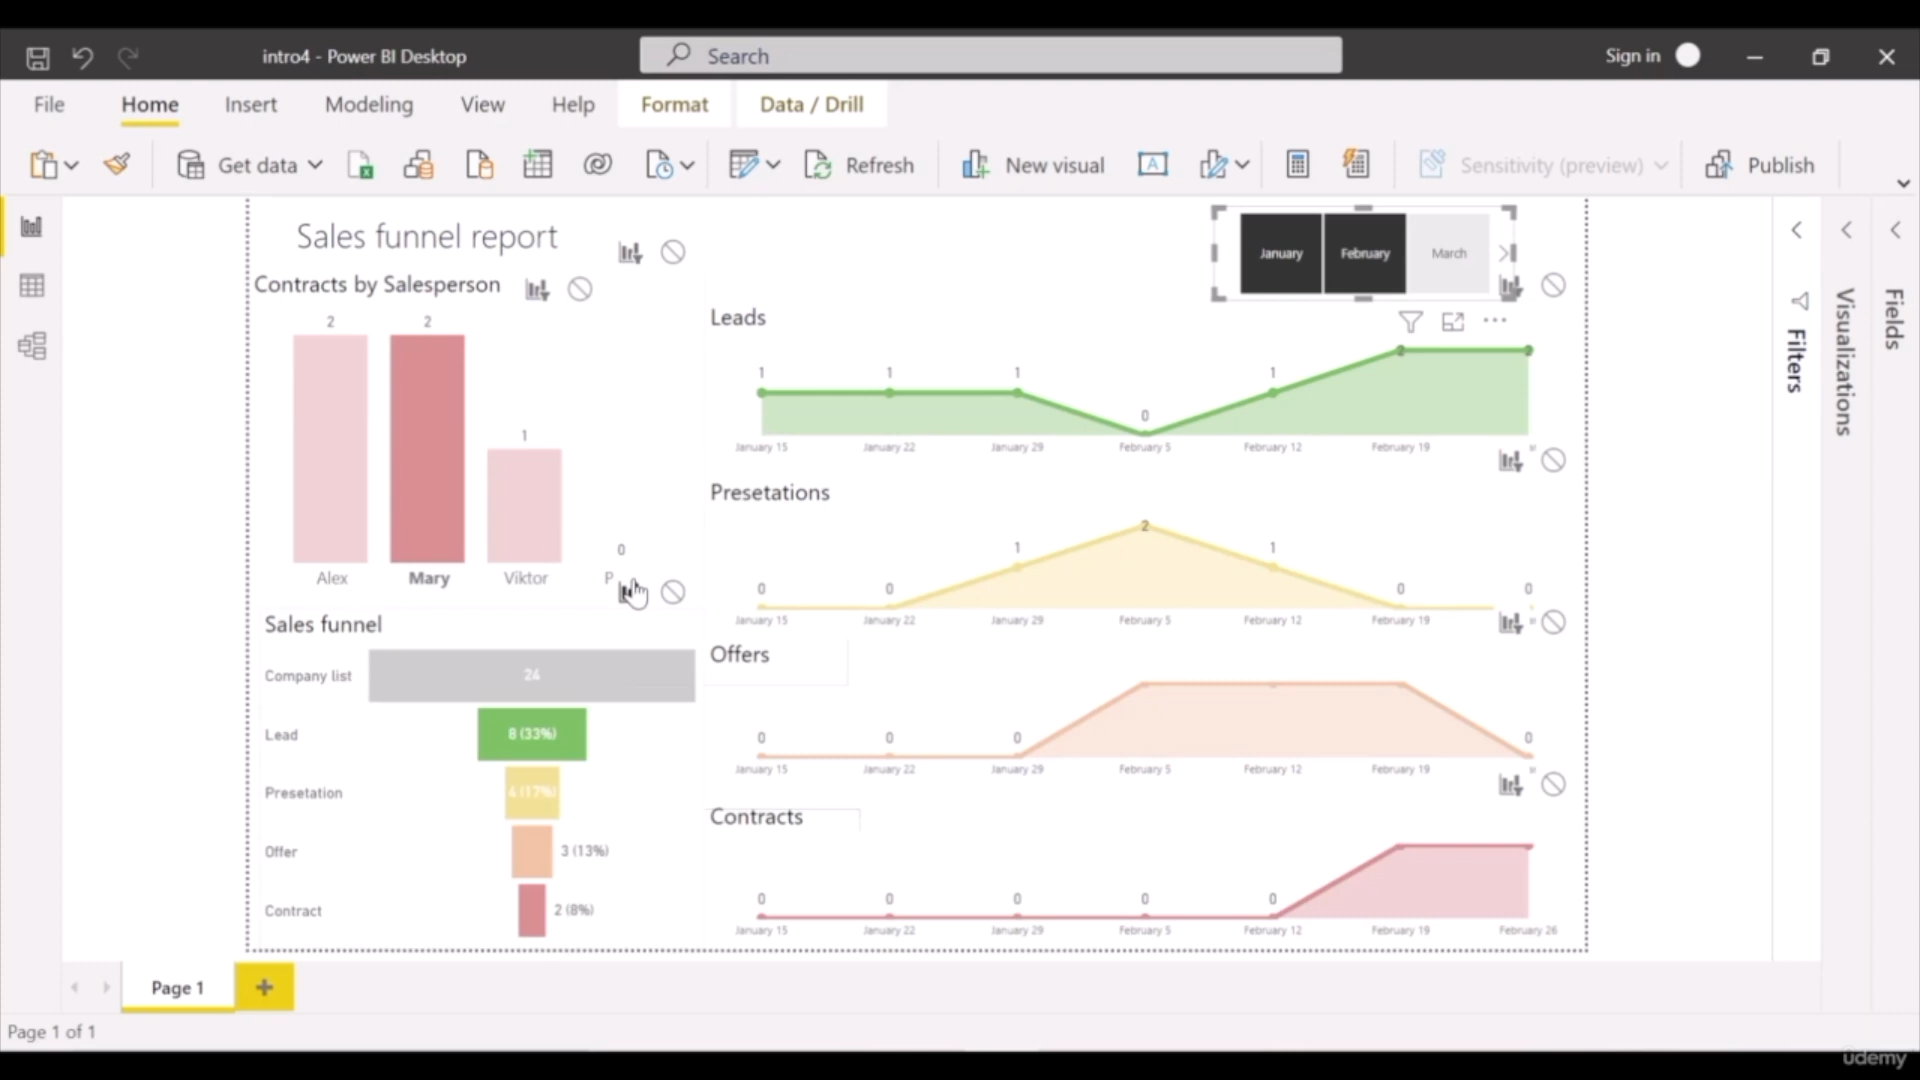 intro4 - Power BI Desktop
Search
Sign in
File Home Insert Modeling View Help Format Data / Drill
Get data Refresh New visual A Sensitivity (preview) Publish
Sales funnel report
January February March
Contracts by Salesperson
2 2 1 0
Alex Mary Viktor P
Leads
1 1 1 0 1 2 2
January 15 January 22 January 29 February 5 February 12 February 19
Presetations
0 0 1 2 1 0 0
January 15 January 22 January 29 February 5 February 12 February 19
Sales funnel
Company list 24
Lead 8 (33%)
Presetation 4 (17%)
Offer 3 (13%)
Contract 2 (8%)
Offers
0 0 0 0
January 15 January 22 January 29 February 5 February 12 February 19
Contracts
0 0 0 0 0
January 15 January 22 January 29 February 5 February 12 February 19 February 26
Filters
Visualizations
Fields
Page 1
Page 1 of 1
ûdemy